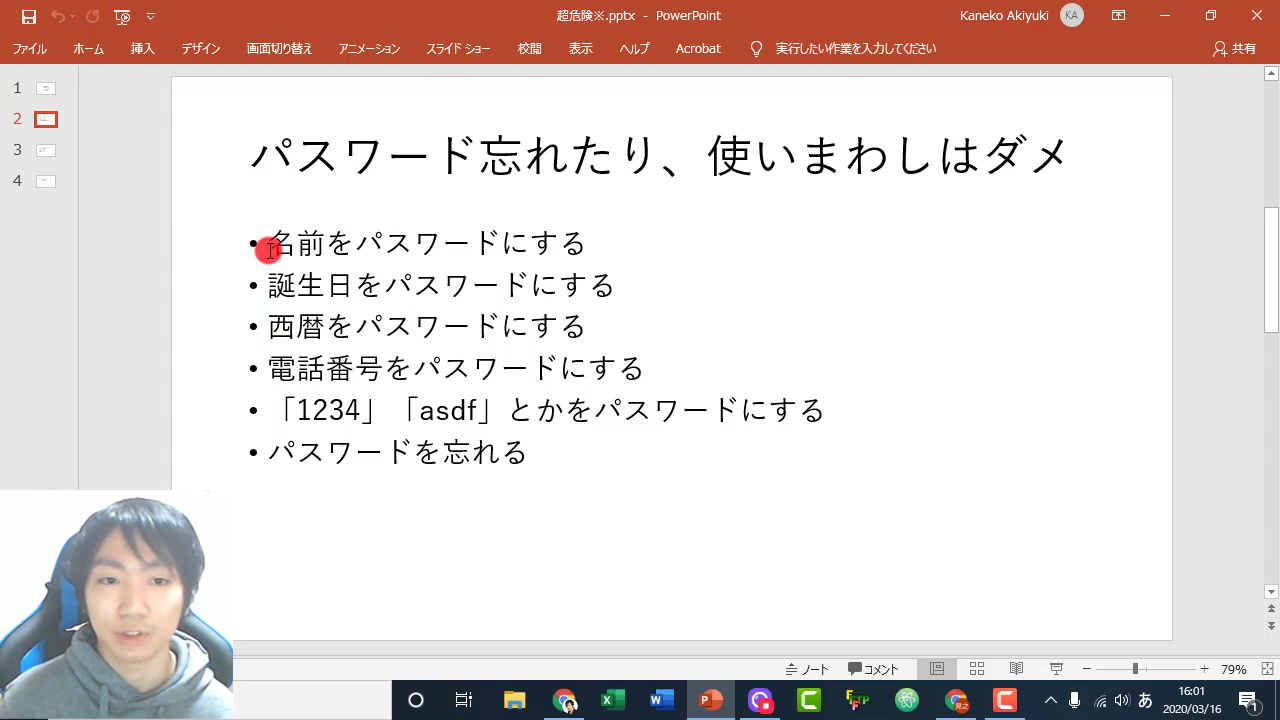 超危険※.pptx - PowerPoint
Kaneko Akiyuki
KA
ファイル
ホーム
挿入
デザイン
画面切り替え
アニメーション
スライド ショー
校閲
表示
ヘルプ
Acrobat
実行したい作業を入力してください
共有
1
2
3
4
パスワード忘れたり、使いまわしはダメ
• 名前をパスワードにする
• 誕生日をパスワードにする
• 西暦をパスワードにする
• 電話番号をパスワードにする
• 「1234」「asdf」とかをパスワードにする
• パスワードを忘れる
ノート
コメント
79%
あ
16:01
2020/03/16
1